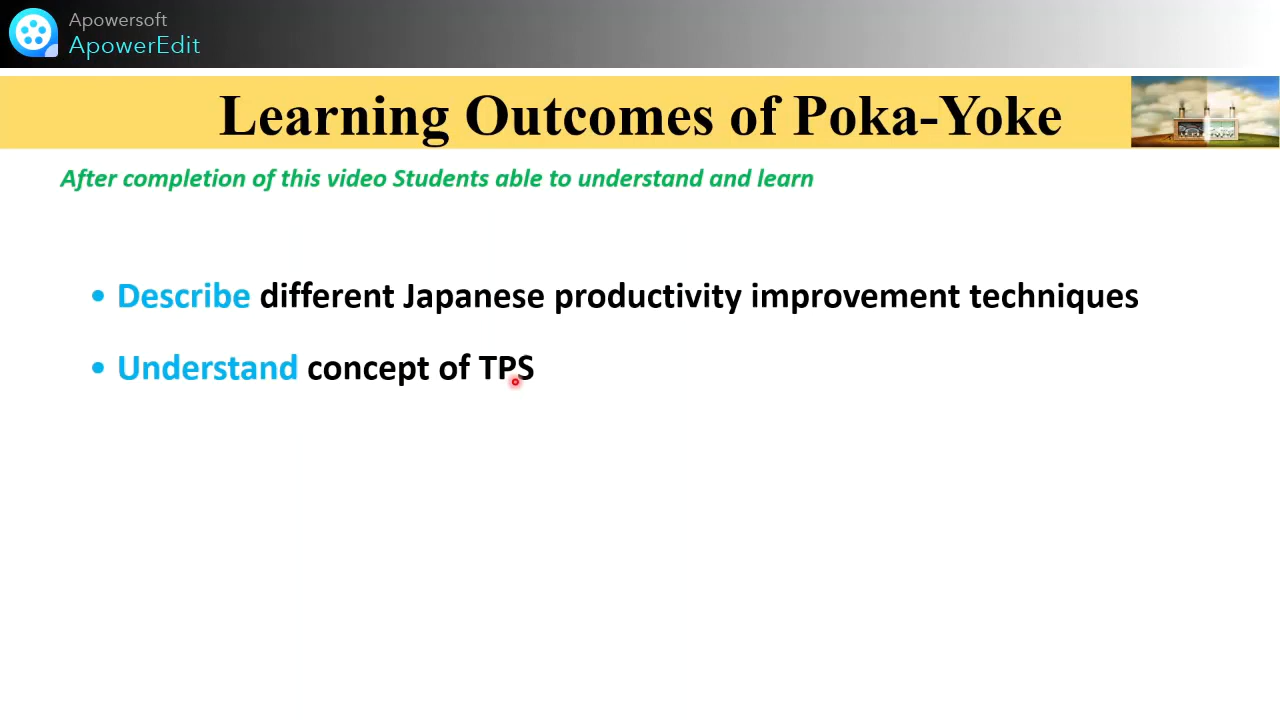 Apowersoft
ApowerEdit
Learning Outcomes of Poka-Yoke
After completion of this video Students able to understand and learn
• Describe different Japanese productivity improvement techniques
• Understand concept of TPS